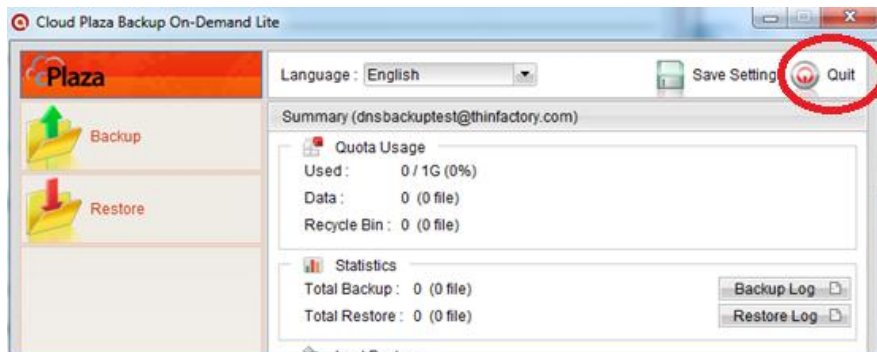 Cloud Plaza Backup On-Demand Lite
cPlaza
Language : English
Save Setting
Quit
Backup
Restore
Summary (dnsbackuptest@thinfactory.com)
Quota Usage
Used : 0 / 1G (0%)
Data : 0 (0 file)
Recycle Bin : 0 (0 file)
Statistics
Total Backup : 0 (0 file)
Backup Log
Total Restore : 0 (0 file)
Restore Log